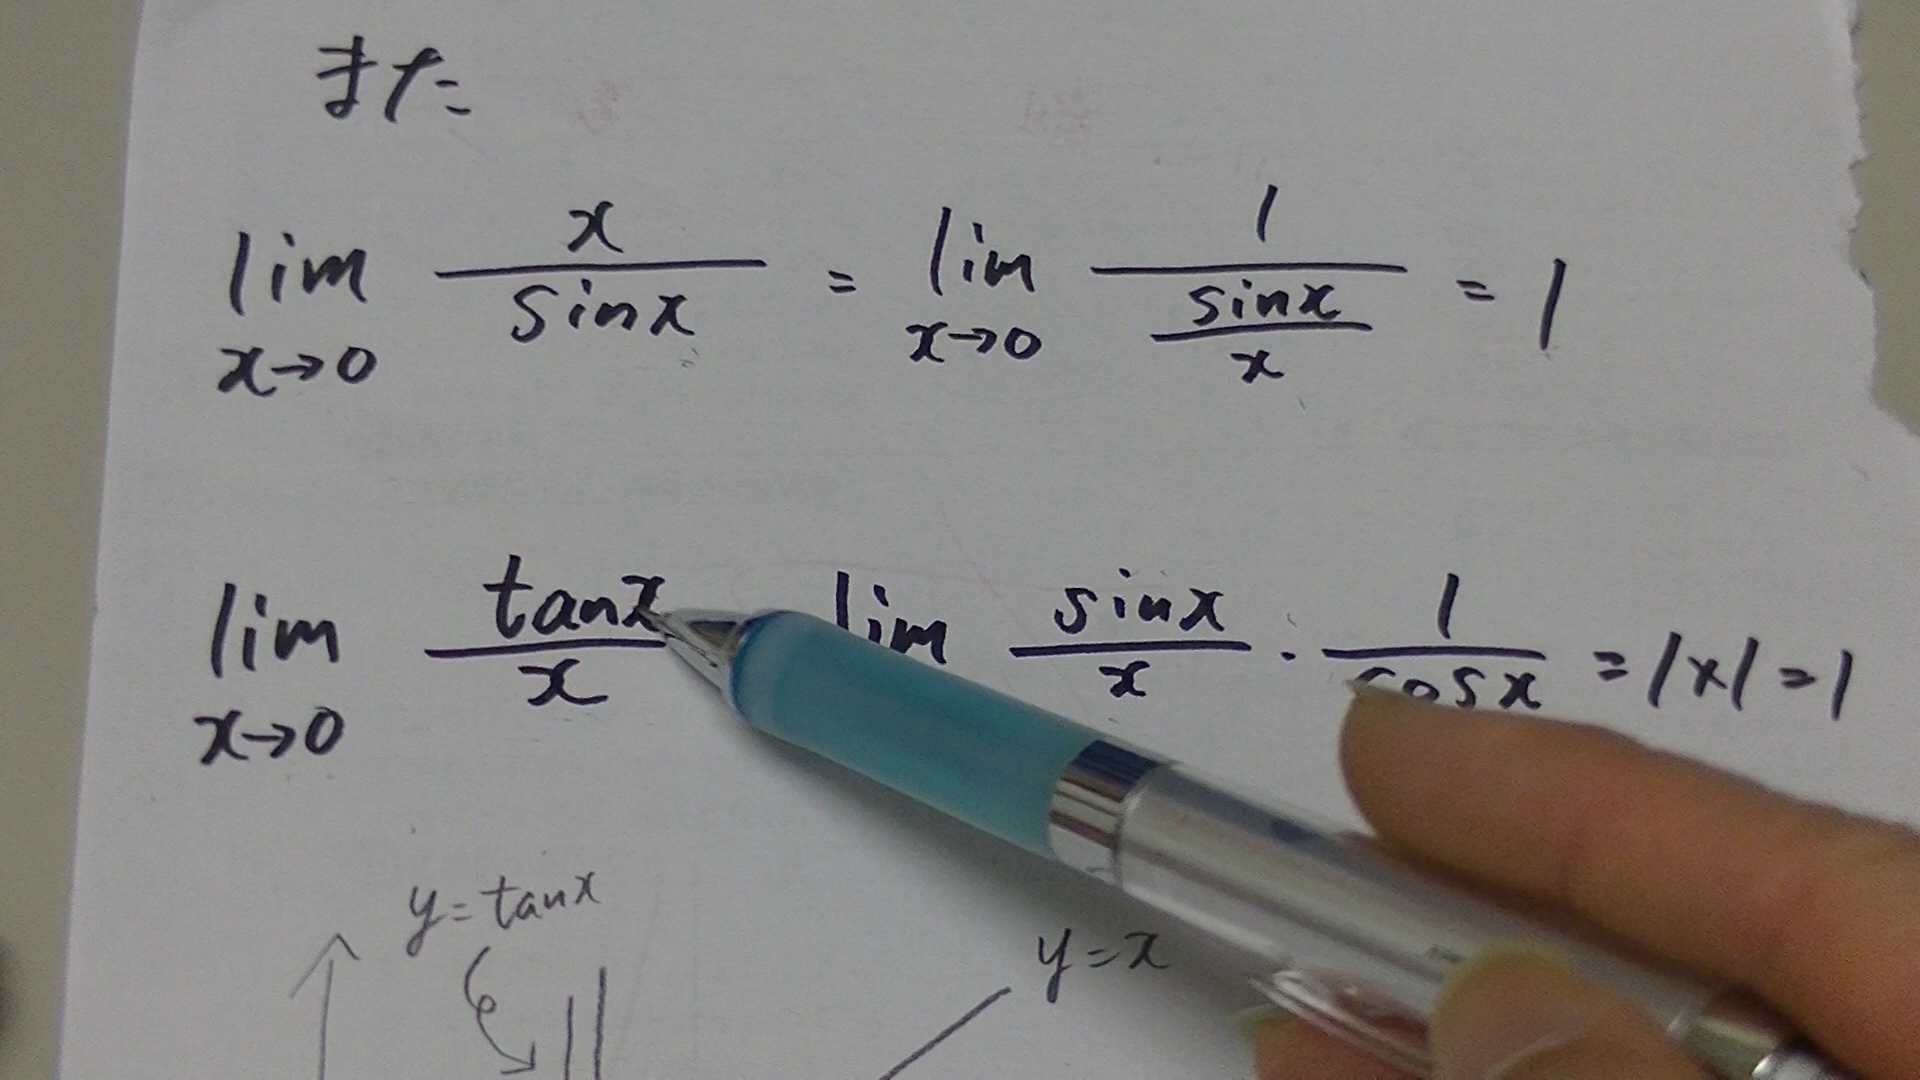 また
lim x→0 x/sinx = lim x→0 1/(sinx/x) = 1
lim x→0 tanx/x lim sinx/x · 1/cosx = 1×1 = 1
y=tanx
y=x